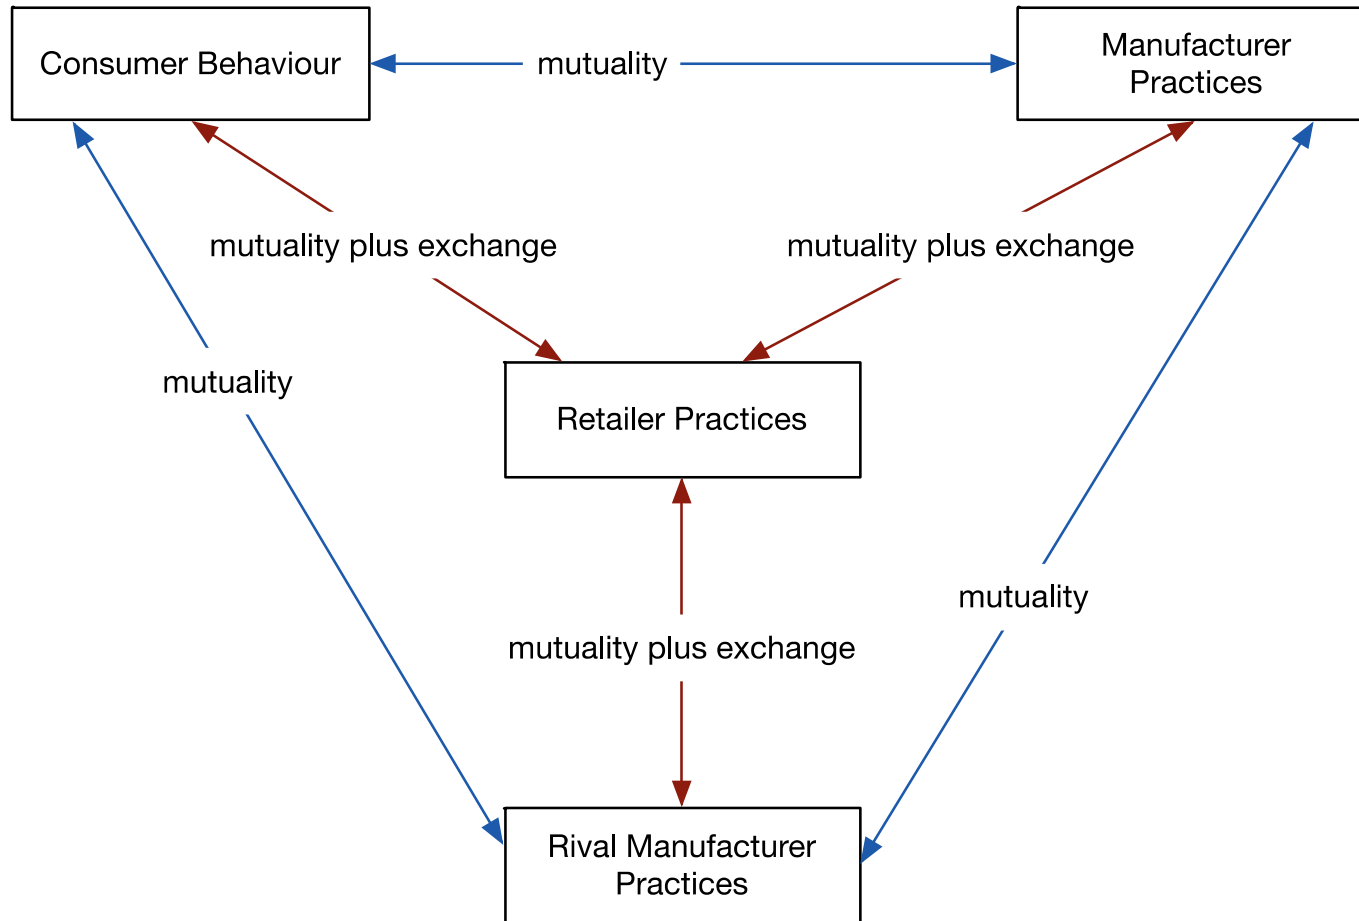 Consumer Behaviour
mutuality
Manufacturer
Practices
mutuality plus exchange
mutuality plus exchange
mutuality
Retailer Practices
mutuality
mutuality plus exchange
Rival Manufacturer
Practices